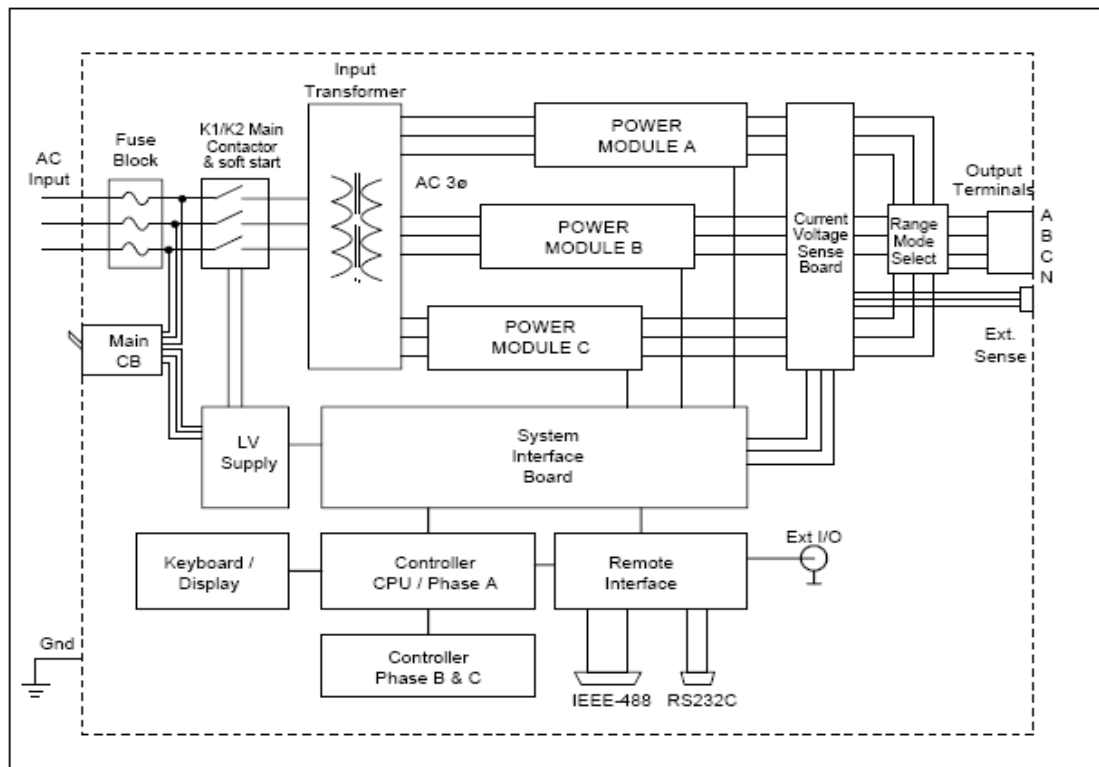 Input
Transformer
K1/K2 Main
Contactor
& soft start
Fuse
Block
AC
Input
AC 3ø
POWER
MODULE A
POWER
MODULE B
POWER
MODULE C
Current
Voltage
Sense
Board
Range
Mode
Select
Output
Terminals
A
B
C
N
Ext.
Sense
Main
CB
LV
Supply
System
Interface
Board
Keyboard /
Display
Controller
CPU / Phase A
Remote
Interface
Ext I/O
Controller
Phase B & C
Gnd
IEEE-488
RS232C